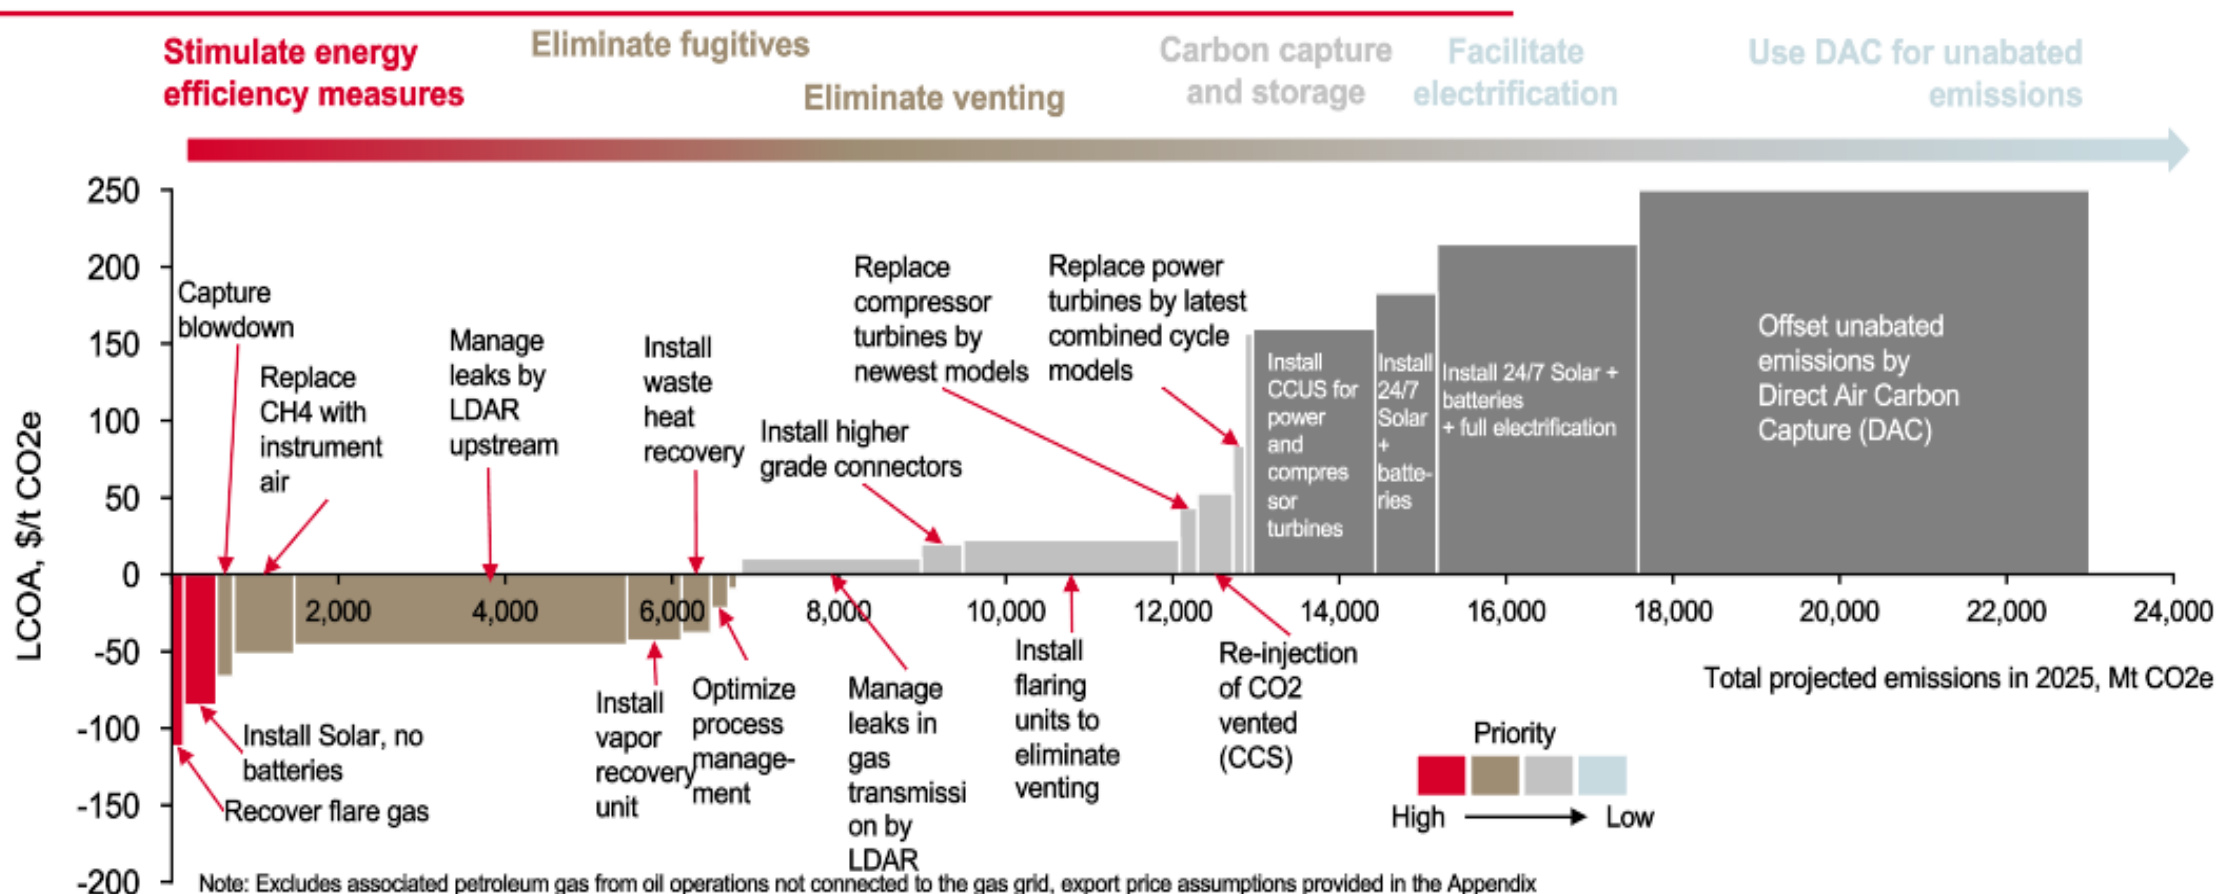 Stimulate energy
efficiency measures
Eliminate fugitives
Eliminate venting
Carbon capture
and storage
Facilitate
electrification
Use DAC for unabated
emissions
LCOA, $/t CO2e
250
200
150
100
50
0
-50
-100
-150
-200
Capture
blowdown
Replace
CH4 with
instrument
air
Manage
leaks by
LDAR
upstream
Install
waste
heat
recovery
Install higher
grade connectors
Replace
compressor
turbines by
newest models
Replace power
turbines by latest
combined cycle
models
Install
CCUS for
power
and
compres
sor
turbines
Install
24/7
Solar
+
batte-
ries
Install 24/7 Solar +
batteries
+ full electrification
Offset unabated
emissions by
Direct Air Carbon
Capture (DAC)
2,000
4,000
6,000
8,000
10,000
12,000
14,000
16,000
18,000
20,000
22,000
24,000
Total projected emissions in 2025, Mt CO2e
Install Solar, no
batteries
Recover flare gas
Install
vapor
recovery
unit
Optimize
process
manage-
ment
Manage
leaks in
gas
transmissi
on by
LDAR
Install
flaring
units to
eliminate
venting
Re-injection
of CO2
vented
(CCS)
Priority
High
Low
Note: Excludes associated petroleum gas from oil operations not connected to the gas grid, export price assumptions provided in the Appendix